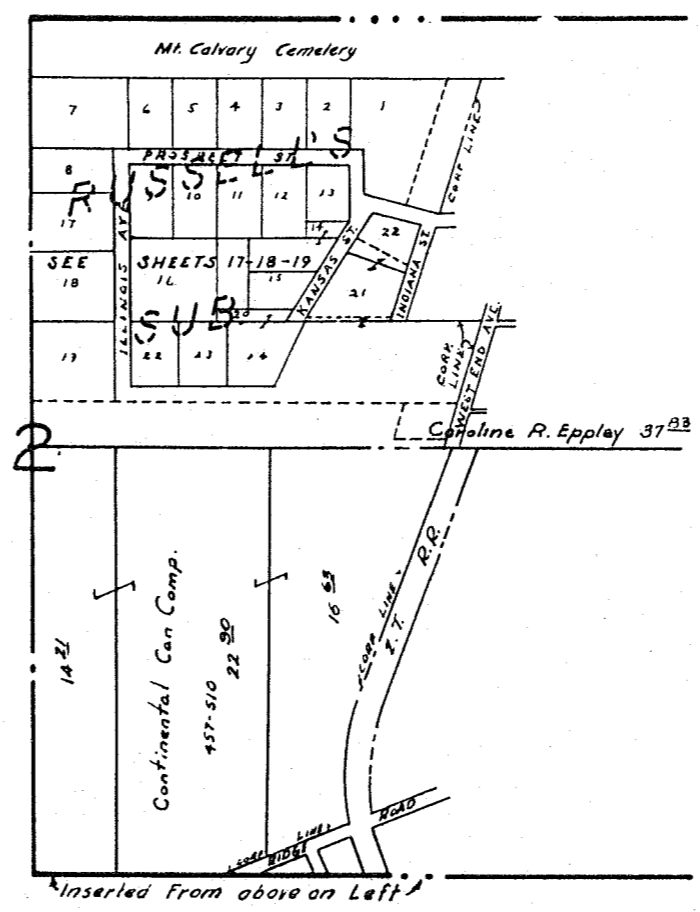 Mt. Calvary Cemetery
7 6 5 4 3 2 1
CORP LINE
PROSPECT ST.
RUSSELL'S
8 9 10 11 12 13
17
14
22
ILLINOIS AVE
KANSAS ST.
INDIANA ST.
SEE SHEETS 17-18-19
18 16 15
21
SUB.
20
17 22 23 24
CORP. LINE
WEST END AVE.
Caroline R. Eppley 37 83
2
14 21
Continental Can Comp.
457-510
22 90
16 63
CORP LINE
I. T. R.R.
CORP LINE
RIDGE ROAD
Inserted From above on Left